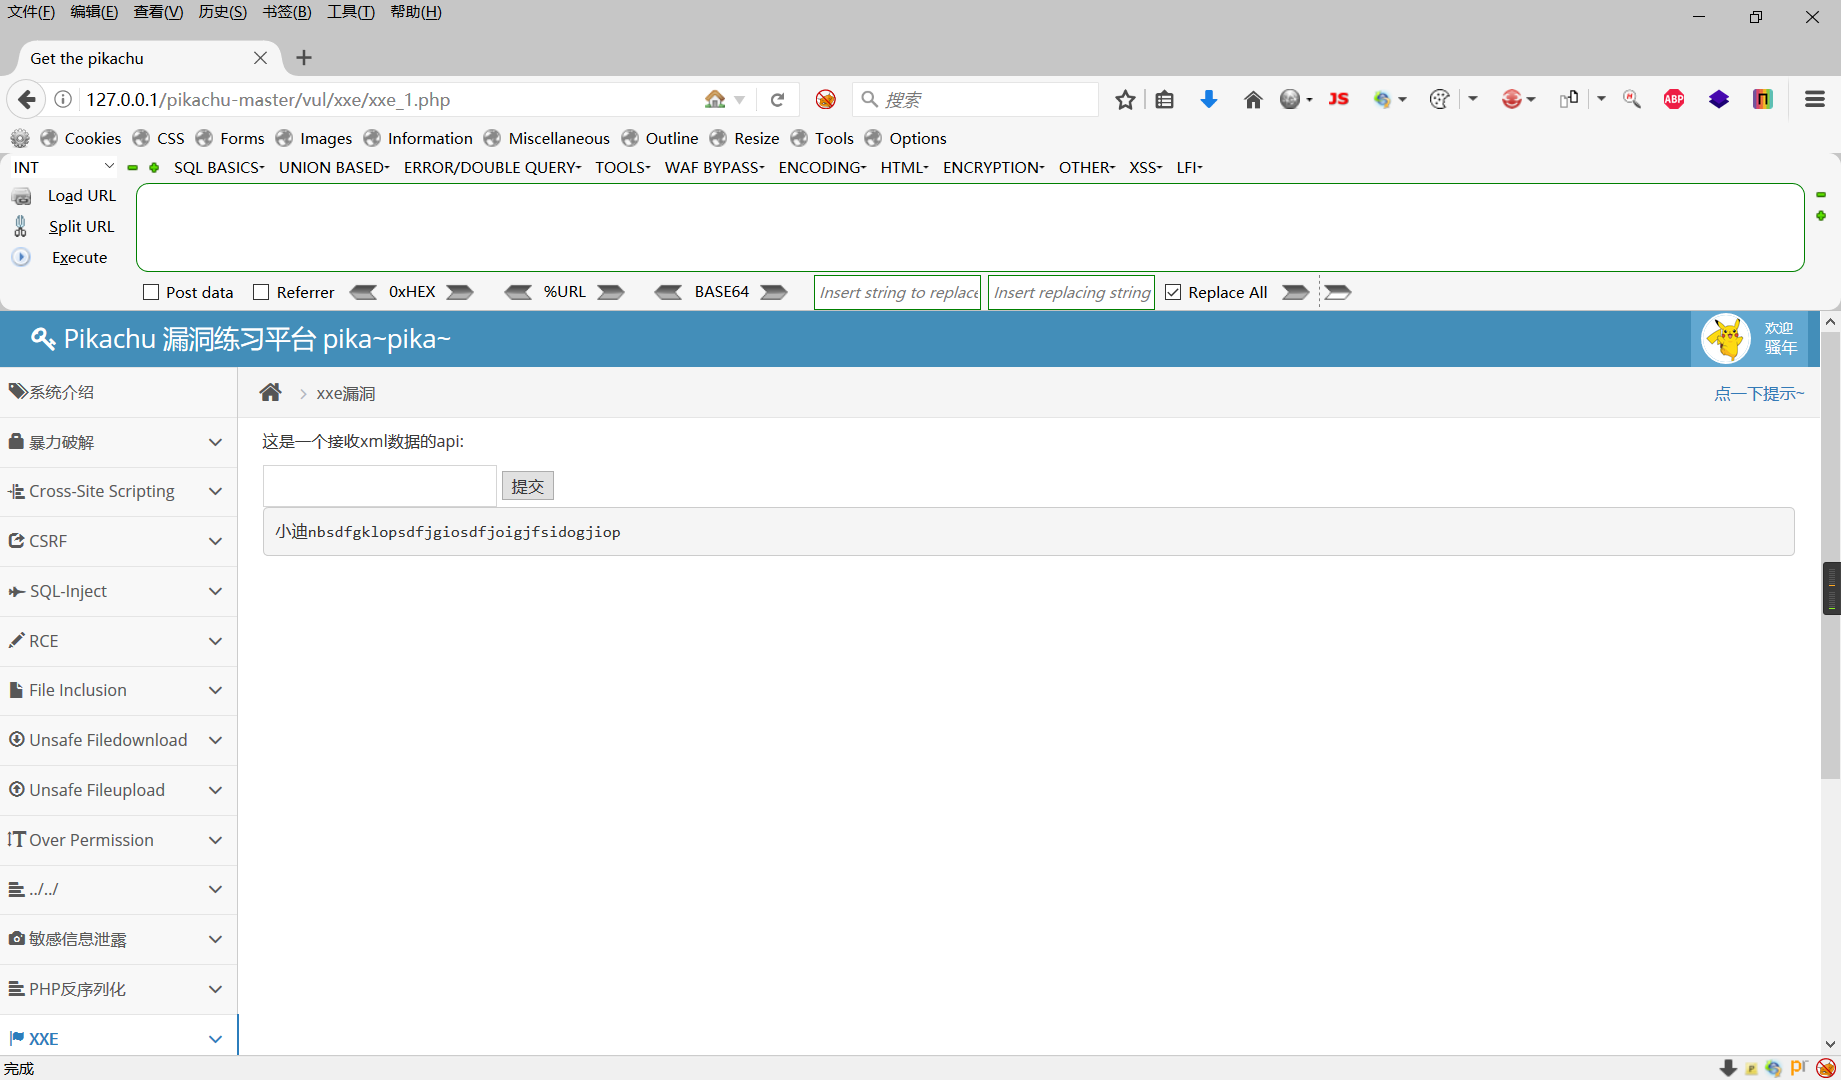 文件(F) 编辑(E) 查看(V) 历史(S) 书签(B) 工具(T) 帮助(H)
Get the pikachu
127.0.0.1/pikachu-master/vul/xxe/xxe_1.php 搜索 JS ABP
Cookies CSS Forms Images Information Miscellaneous Outline Resize Tools Options
INT SQL BASICS UNION BASED ERROR/DOUBLE QUERY TOOLS WAF BYPASS ENCODING HTML ENCRYPTION OTHER XSS LFI
Load URL
Split URL
Execute
Post data Referrer 0xHEX %URL BASE64 Insert string to replace Insert replacing string Replace All
Pikachu 漏洞练习平台 pika~pika~
欢迎
骚年
系统介绍
xxe漏洞
点一下提示~
暴力破解
这是一个接收xml数据的api:
Cross-Site Scripting
提交
小迪nbsdfgklopsdfjgiosdfjoigjfsidogjiop
CSRF
SQL-Inject
RCE
File Inclusion
Unsafe Filedownload
Unsafe Fileupload
Over Permission
../../
敏感信息泄露
PHP反序列化
XXE
完成
pr